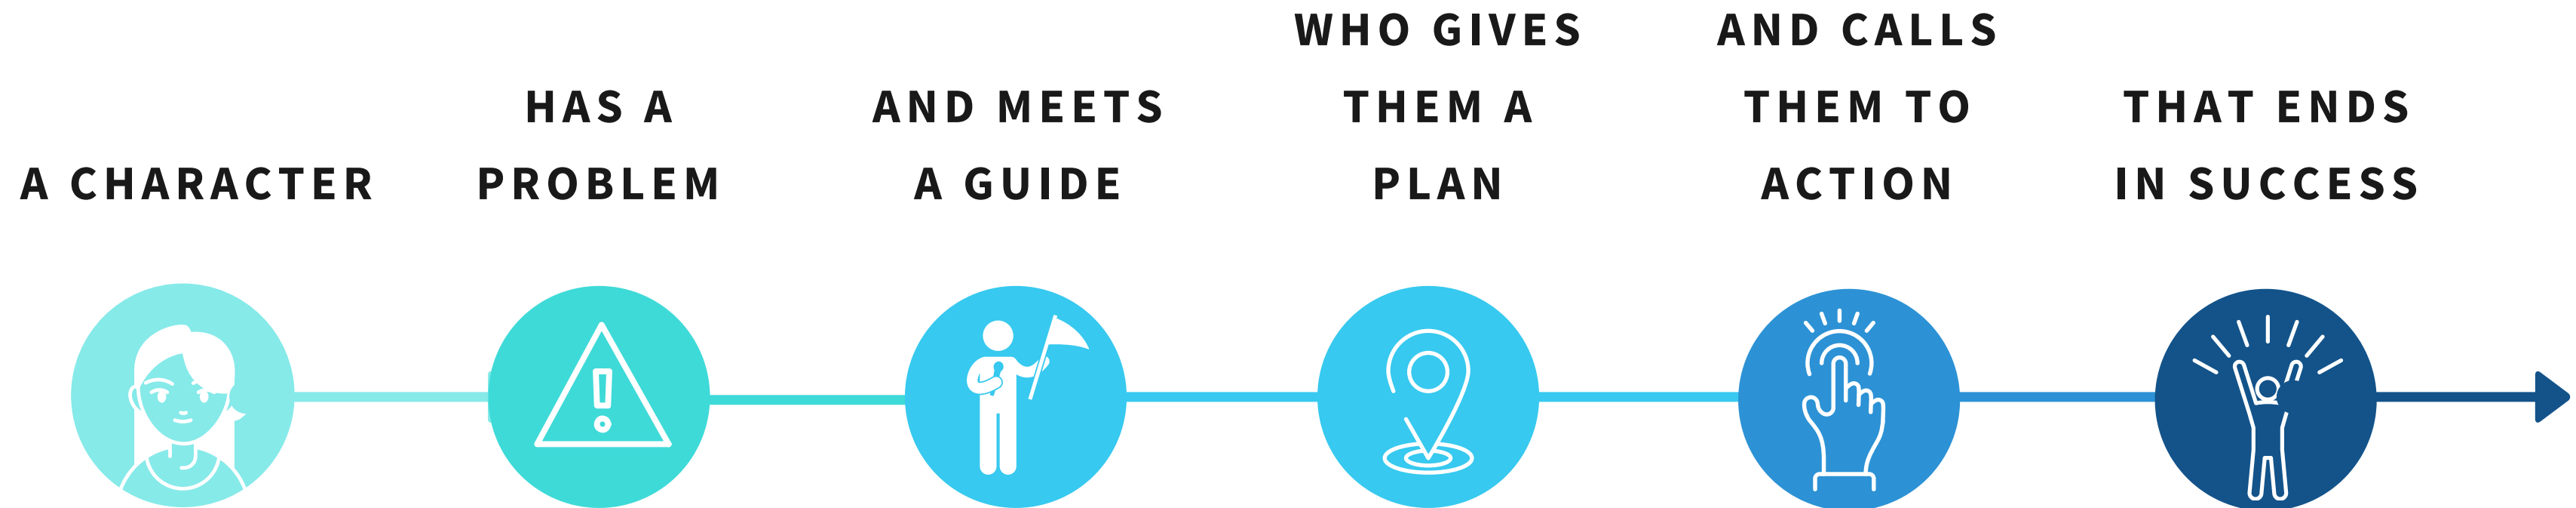 A CHARACTER
HAS A
PROBLEM
AND MEETS
A GUIDE
WHO GIVES
THEM A
PLAN
AND CALLS
THEM TO
ACTION
THAT ENDS
IN SUCCESS